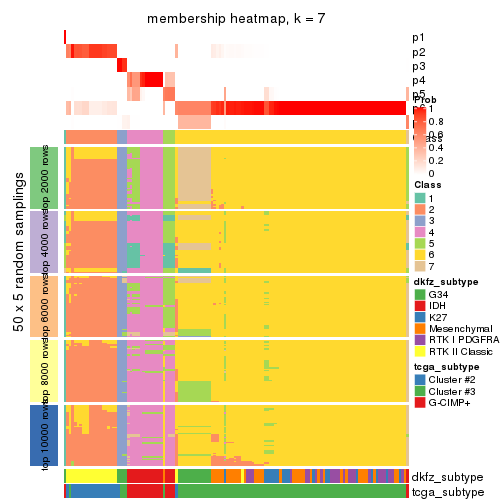 membership heatmap, k = 7
p1
p2
p3
p4
p5
p6
Prob
1
0.8
0.6
0.4
0.2
0
Class
1
2
3
4
5
6
7
dkfz_subtype
G34
IDH
K27
Mesenchymal
RTK I PDGFRA
RTK II Classic
tcga_subtype
Cluster #2
Cluster #3
G-CIMP+
50 x 5 random samplings
top 2000 rows
top 4000 rows
top 6000 rows
top 8000 rows
top 10000 rows
dkfz_subtype
tcga_subtype